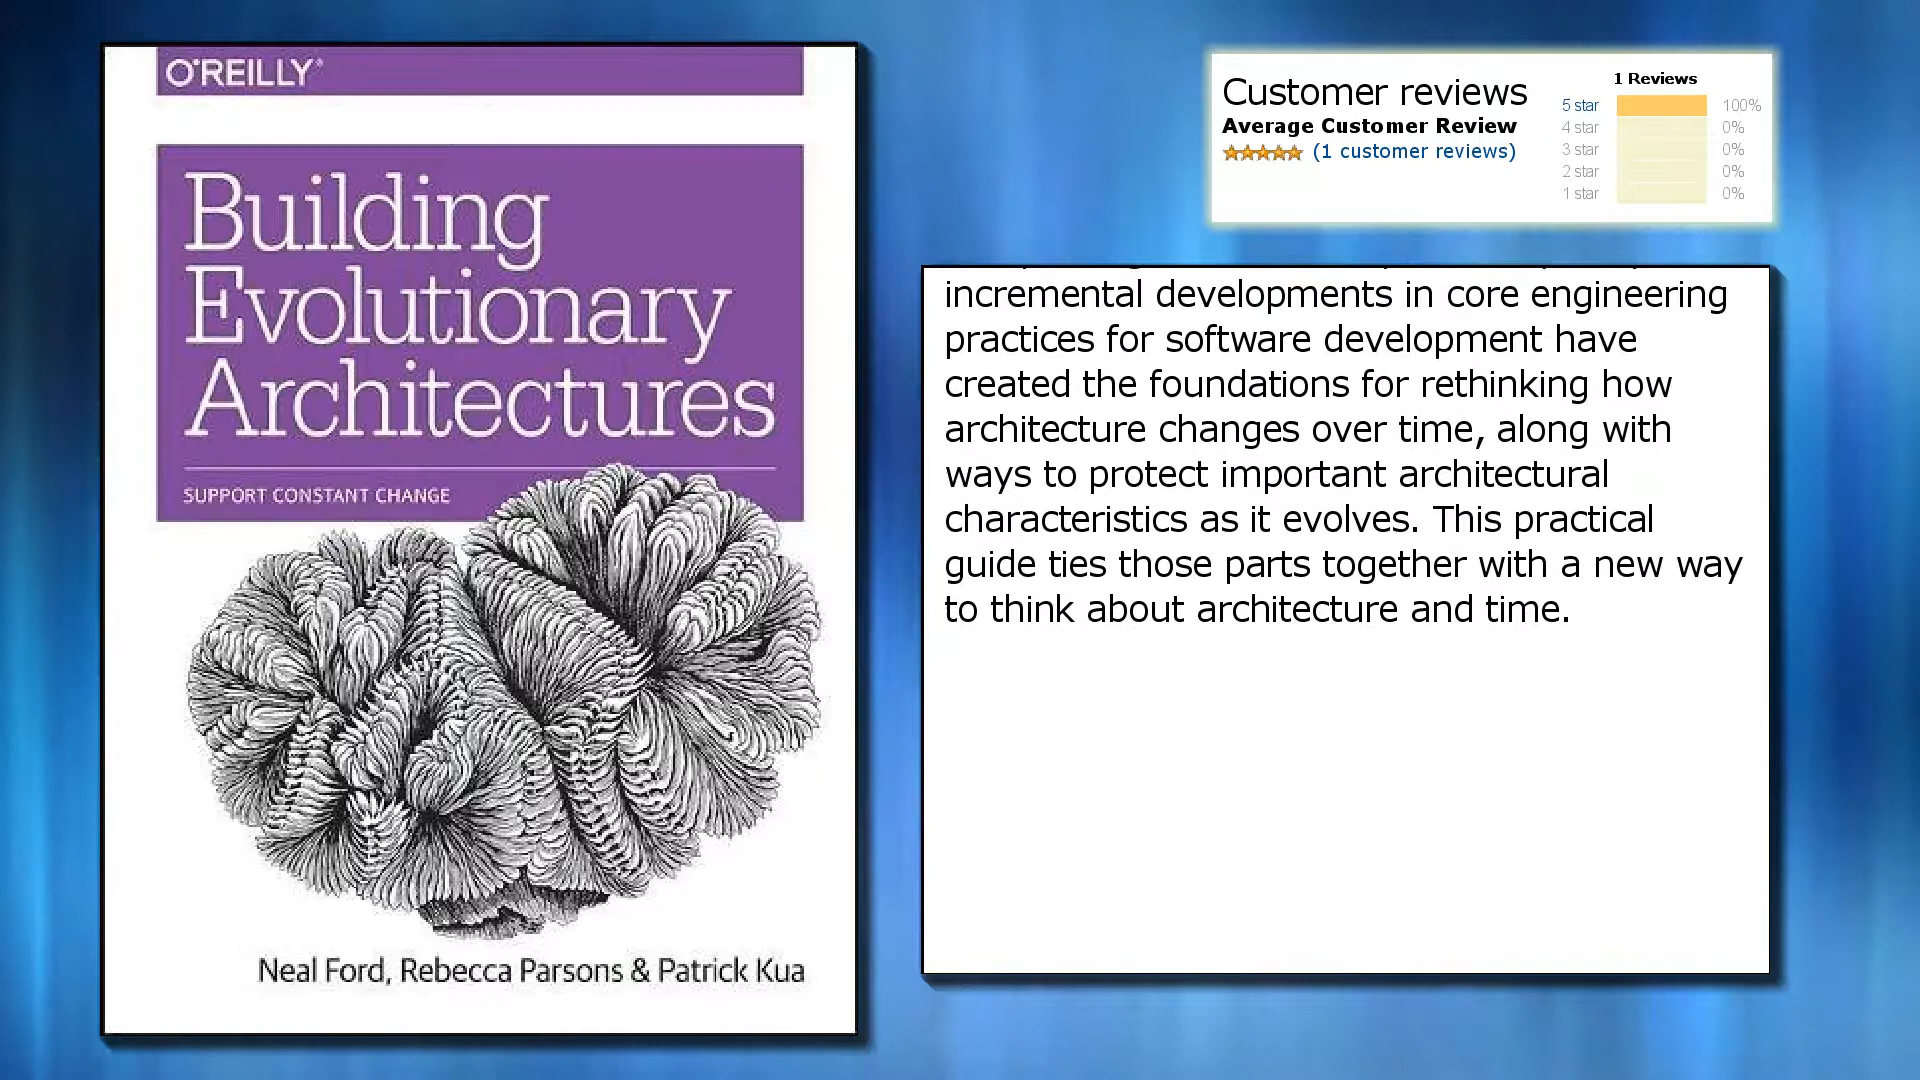 O'REILLY®
Building
Evolutionary
Architectures
SUPPORT CONSTANT CHANGE
Neal Ford, Rebecca Parsons & Patrick Kua
Customer reviews
Average Customer Review
(1 customer reviews)
1 Reviews
5 star 100%
4 star 0%
3 star 0%
2 star 0%
1 star 0%
incremental developments in core engineering
practices for software development have
created the foundations for rethinking how
architecture changes over time, along with
ways to protect important architectural
characteristics as it evolves. This practical
guide ties those parts together with a new way
to think about architecture and time.